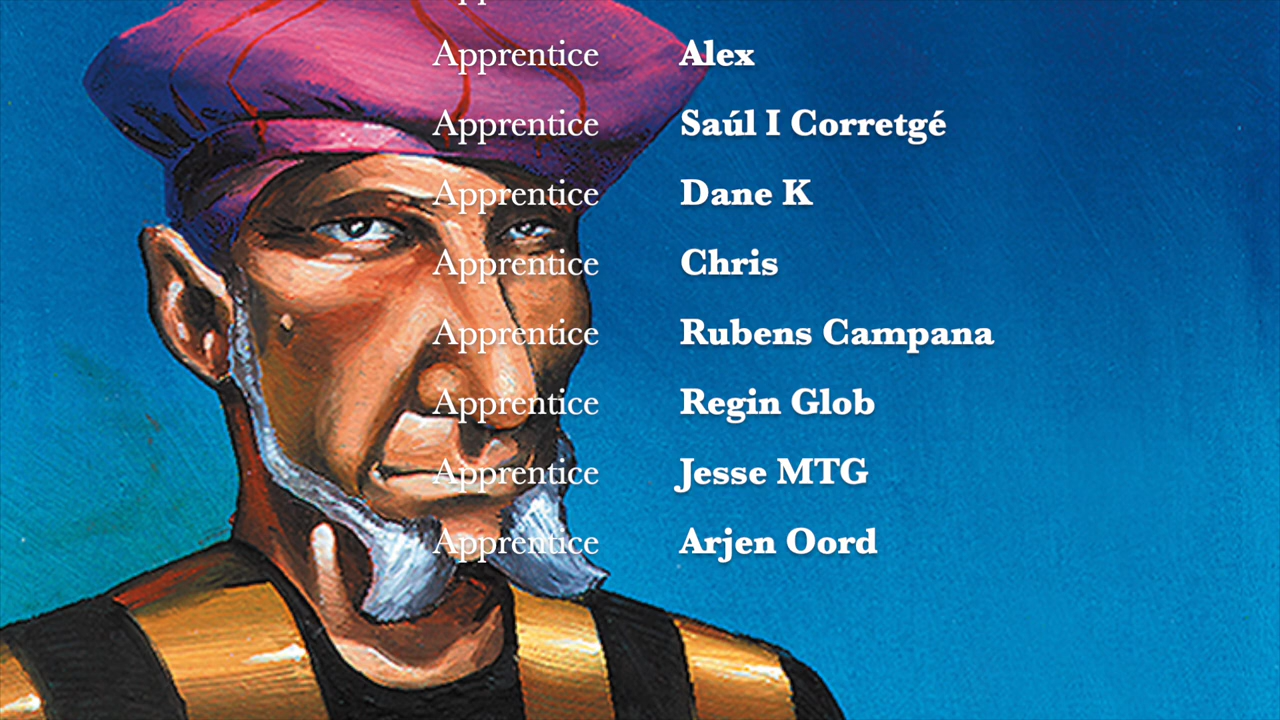 Apprentice Alex
Apprentice Saúl I Corretgé
Apprentice Dane K
Apprentice Chris
Apprentice Rubens Campana
Apprentice Regin Glob
Apprentice Jesse MTG
Apprentice Arjen Oord